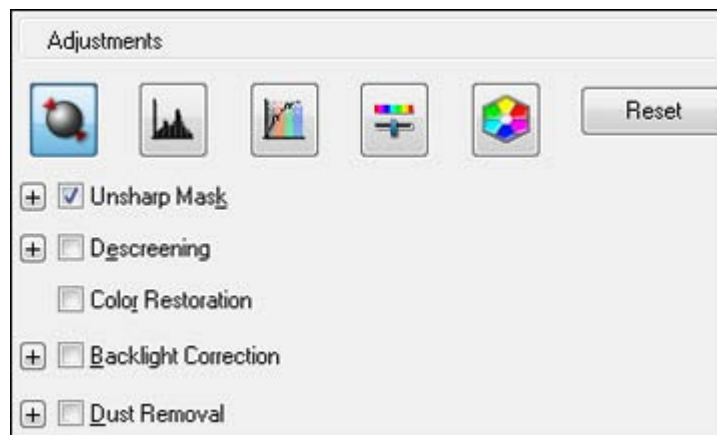 Adjustments
Reset
Unsharp Mask
Descreening
Color Restoration
Backlight Correction
Dust Removal